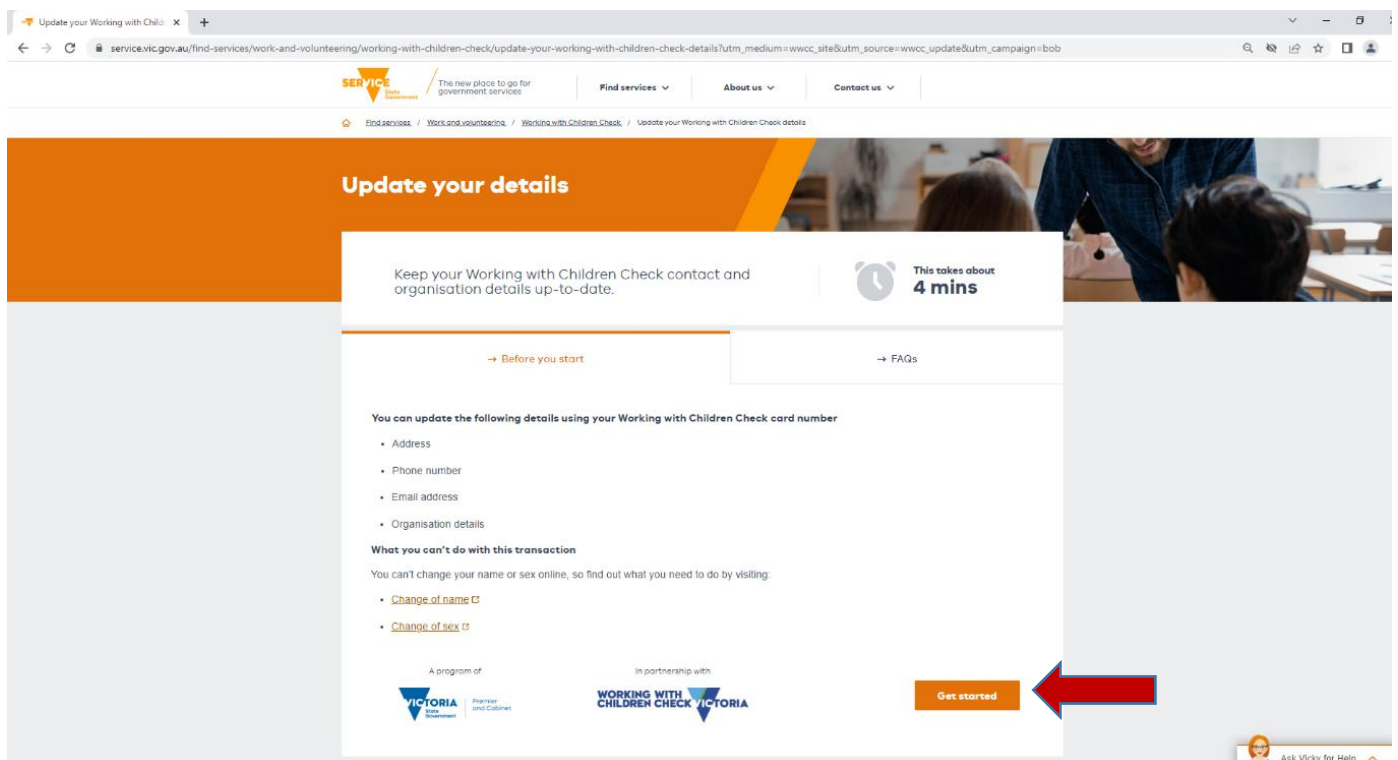 Update your Working with Child
service.vic.gov.au/find-services/work-and-volunteering/working-with-children-check/update-your-working-with-children-check-details?utm_medium=wwcc_site&utm_source=wwcc_update&utm_campaign=bob
SERVICE
State
Government
The new place to go for
government services
Find services
About us
Contact us
Find services / Work and volunteering / Working with Children Check / Update your Working with Children Check details
Update your details
Keep your Working with Children Check contact and
organisation details up-to-date.
This takes about
4 mins
→ Before you start
→ FAQs
You can update the following details using your Working with Children Check card number
• Address
• Phone number
• Email address
• Organisation details
What you can't do with this transaction
You can't change your name or sex online, so find out what you need to do by visiting:
• Change of name
• Change of sex
A program of
In partnership with
VICTORIA
State
Government
Premier
and Cabinet
WORKING WITH
CHILDREN CHECK VICTORIA
Get started
Ask Vicky for Help